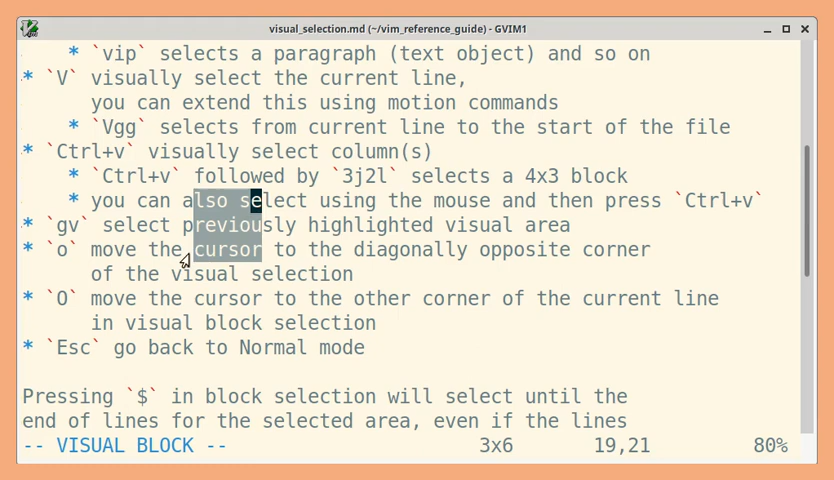 visual_selection.md (~/vim_reference_guide) - GVIM1
* `vip` selects a paragraph (text object) and so on
* `V` visually select the current line,
you can extend this using motion commands
* `Vgg` selects from current line to the start of the file
* `Ctrl+v` visually select column(s)
* `Ctrl+v` followed by `3j2l` selects a 4x3 block
* you can also select using the mouse and then press `Ctrl+v`
* `gv` select previously highlighted visual area
* `o` move the cursor to the diagonally opposite corner
of the visual selection
* `O` move the cursor to the other corner of the current line
in visual block selection
* `Esc` go back to Normal mode
Pressing `$` in block selection will select until the
end of lines for the selected area, even if the lines
-- VISUAL BLOCK -- 3x6 19,21 80%